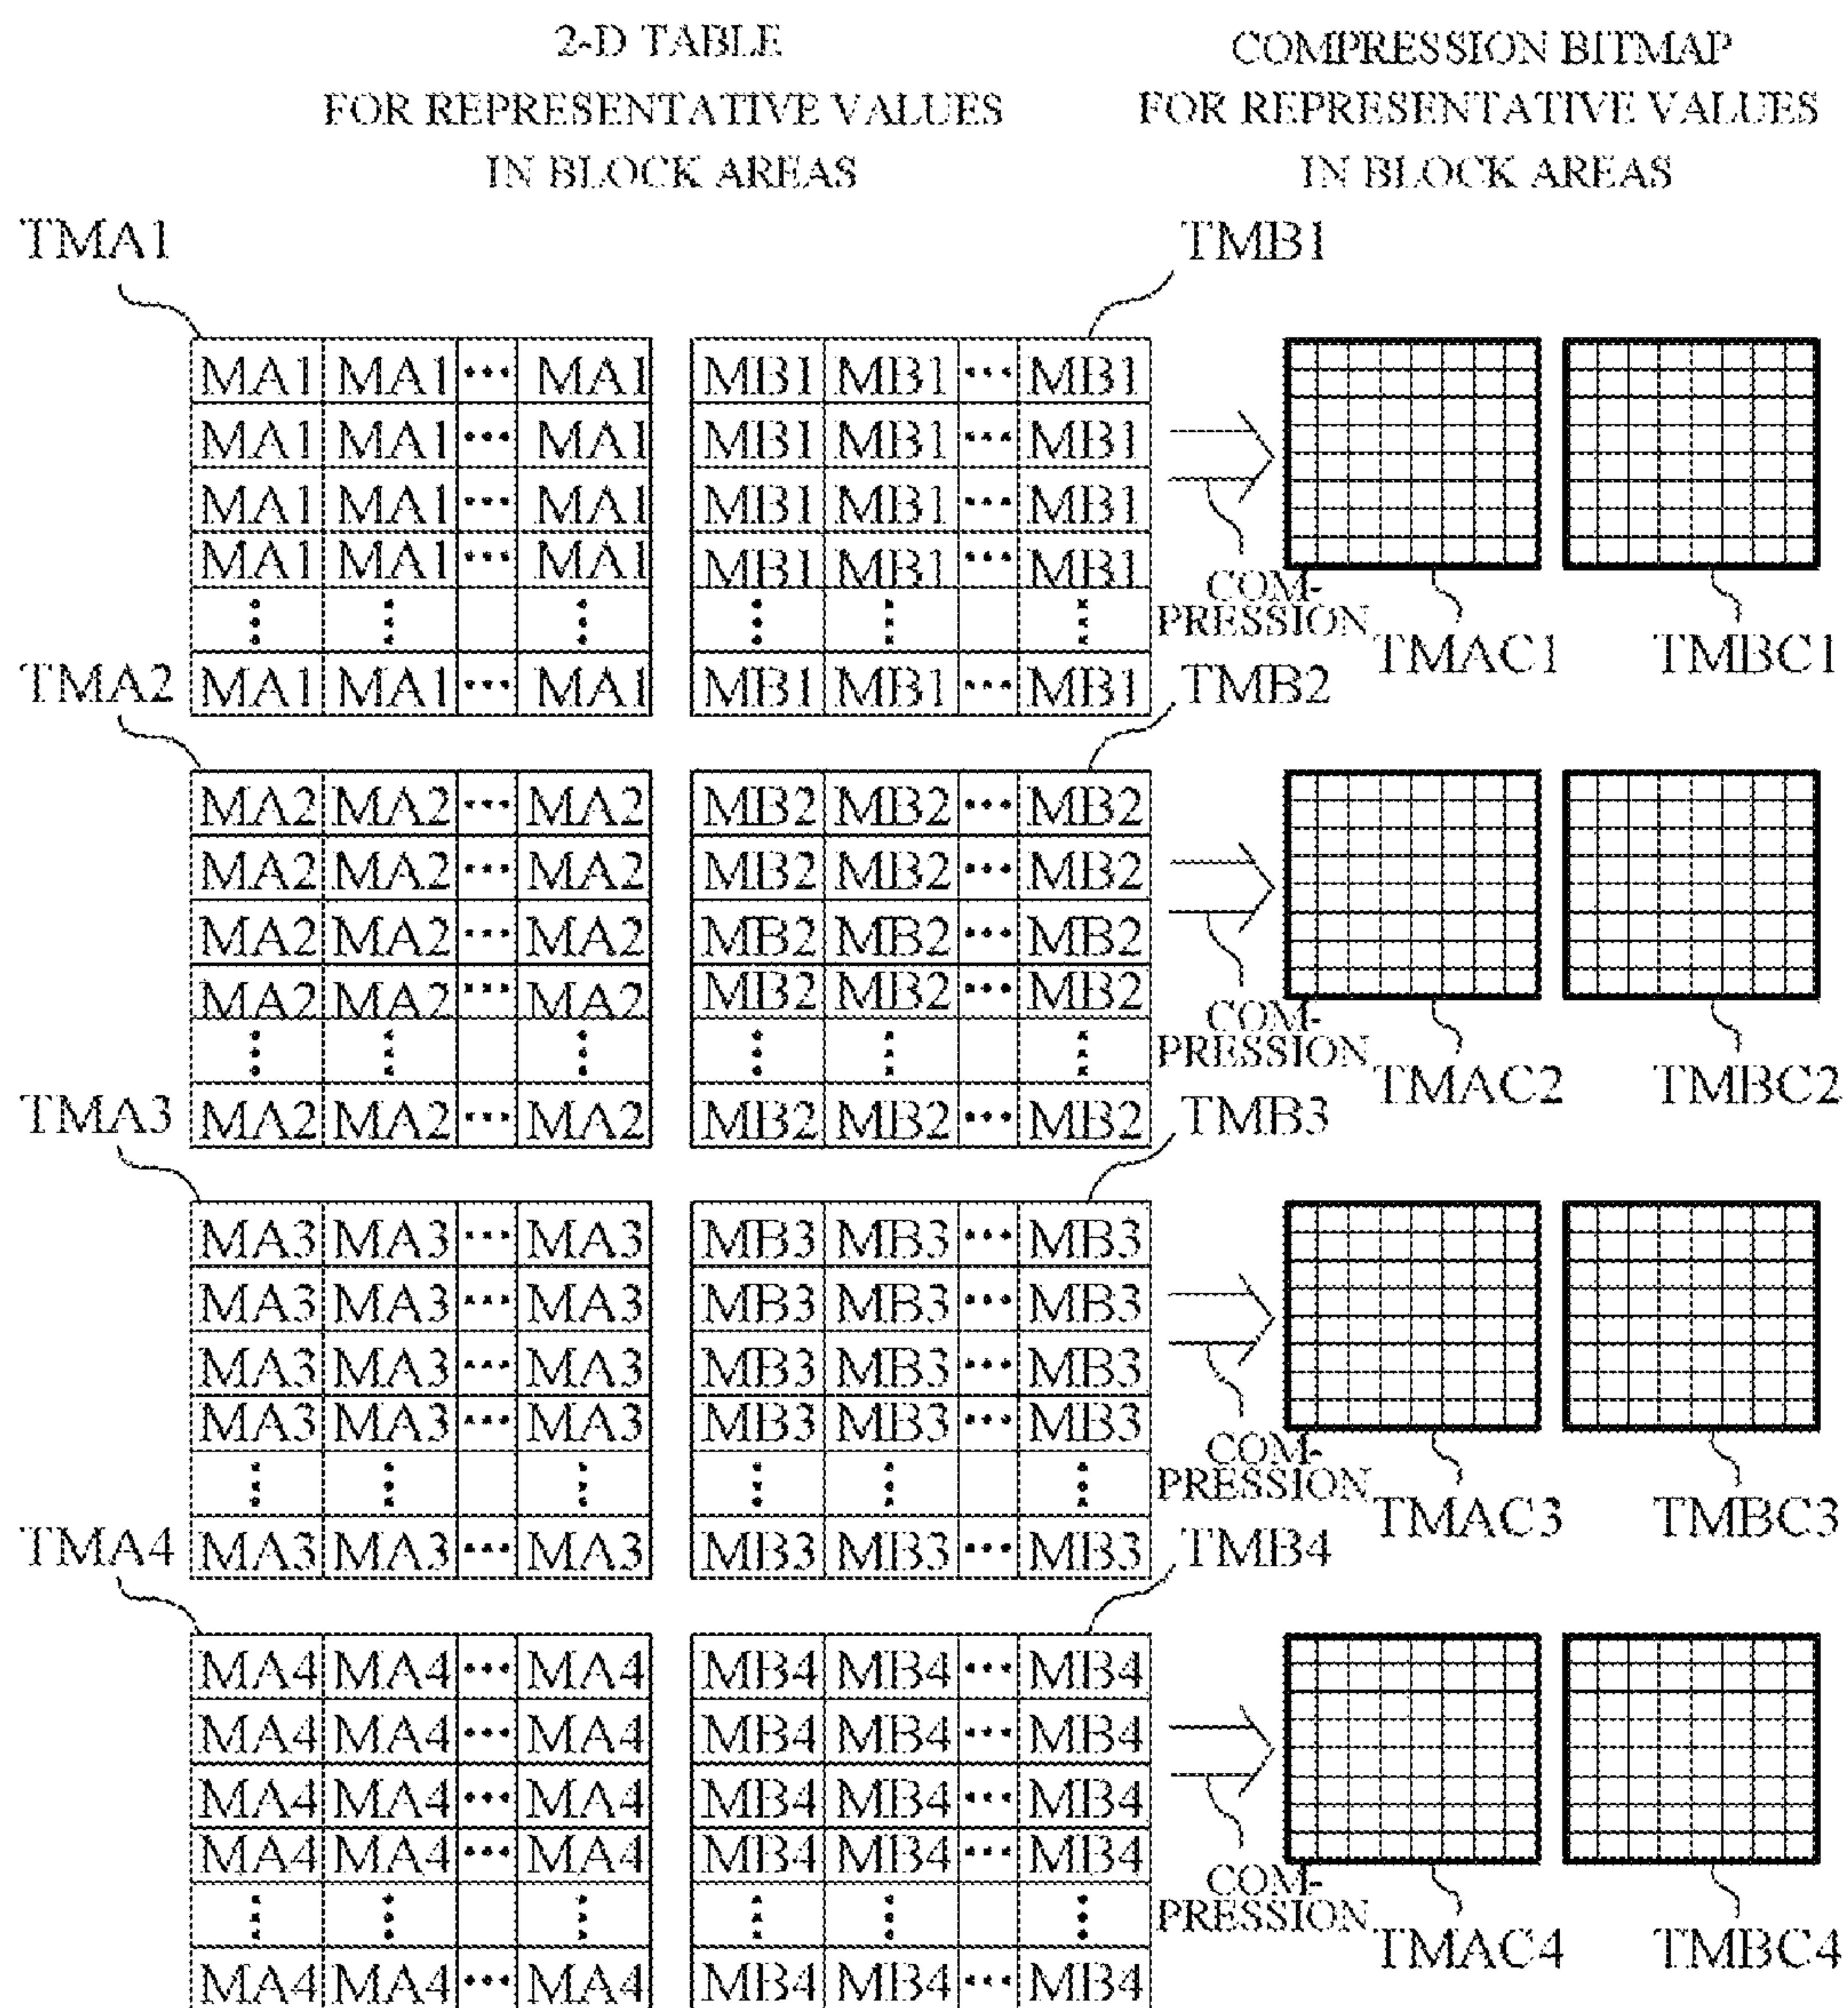 2-D TABLE
FOR REPRESENTATIVE VALUES
IN BLOCK AREAS
COMPRESSION BITMAP
FOR REPRESENTATIVE VALUES
IN BLOCK AREAS
TMA1
TMB1
MA1 MA1 ... MA1 MB1 MB1 ... MB1
MA1 MA1 ... MA1 MB1 MB1 ... MB1
MA1 MA1 ... MA1 MB1 MB1 ... MB1
MA1 MA1 ... MA1 MB1 MB1 ... MB1
MA1 MA1 ... MA1 MB1 MB1 ... MB1
COM-
PRESSION
TMAC1
TMBC1
TMA2
TMB2
MA2 MA2 ... MA2 MB2 MB2 ... MB2
MA2 MA2 ... MA2 MB2 MB2 ... MB2
MA2 MA2 ... MA2 MB2 MB2 ... MB2
MA2 MA2 ... MA2 MB2 MB2 ... MB2
MA2 MA2 ... MA2 MB2 MB2 ... MB2
COM-
PRESSION
TMAC2
TMBC2
TMA3
TMB3
MA3 MA3 ... MA3 MB3 MB3 ... MB3
MA3 MA3 ... MA3 MB3 MB3 ... MB3
MA3 MA3 ... MA3 MB3 MB3 ... MB3
MA3 MA3 ... MA3 MB3 MB3 ... MB3
MA3 MA3 ... MA3 MB3 MB3 ... MB3
COM-
PRESSION
TMAC3
TMBC3
TMA4
TMB4
MA4 MA4 ... MA4 MB4 MB4 ... MB4
MA4 MA4 ... MA4 MB4 MB4 ... MB4
MA4 MA4 ... MA4 MB4 MB4 ... MB4
MA4 MA4 ... MA4 MB4 MB4 ... MB4
MA4 MA4 ... MA4 MB4 MB4 ... MB4
COM-
PRESSION
TMAC4
TMBC4